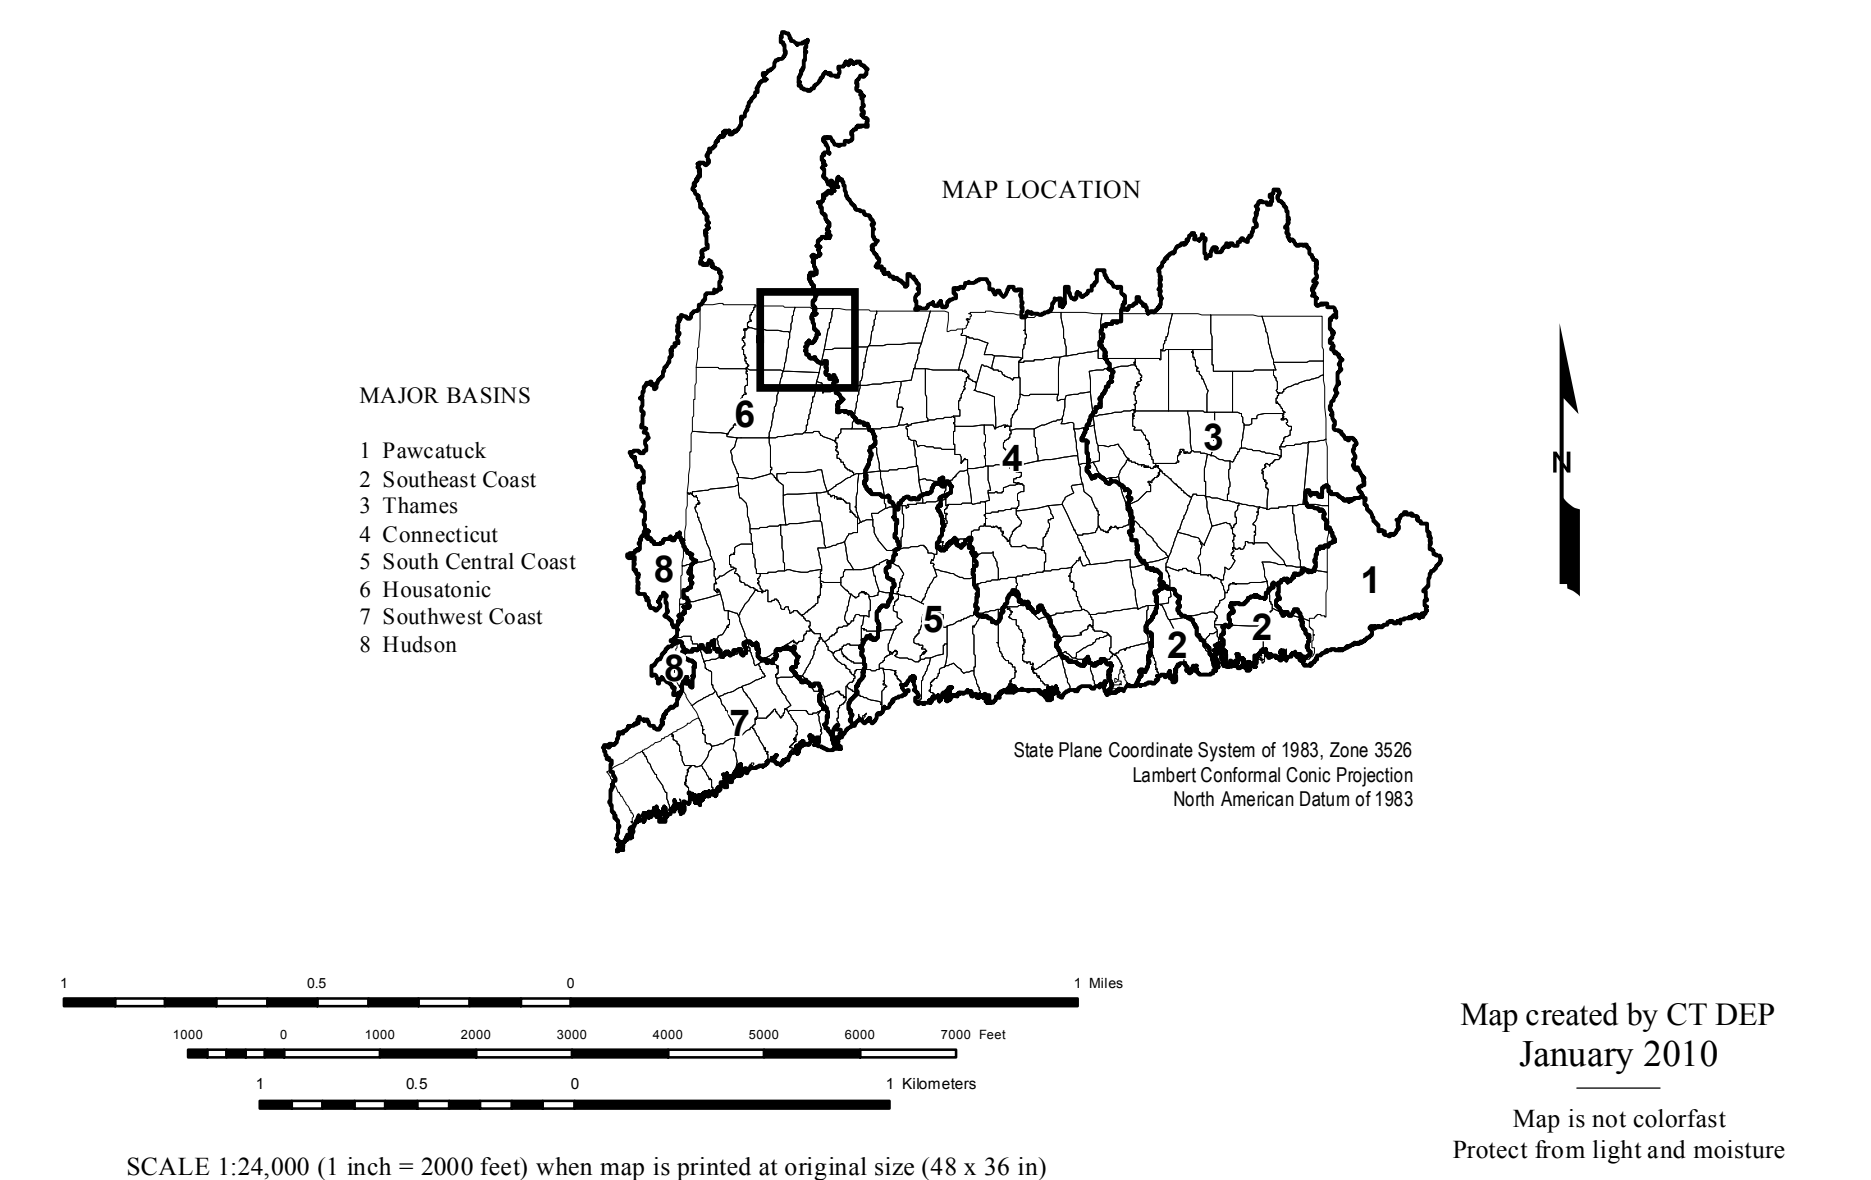 MAP LOCATION
MAJOR BASINS
1 Pawcatuck
2 Southeast Coast
3 Thames
4 Connecticut
5 South Central Coast
6 Housatonic
7 Southwest Coast
8 Hudson
6
4
3
8
5
2
2
1
8
7
N
State Plane Coordinate System of 1983, Zone 3526
Lambert Conformal Conic Projection
North American Datum of 1983
1 0.5 0 1 Miles
1000 0 1000 2000 3000 4000 5000 6000 7000 Feet
1 0.5 0 1 Kilometers
SCALE 1:24,000 (1 inch = 2000 feet) when map is printed at original size (48 x 36 in)
Map created by CT DEP
January 2010
Map is not colorfast
Protect from light and moisture